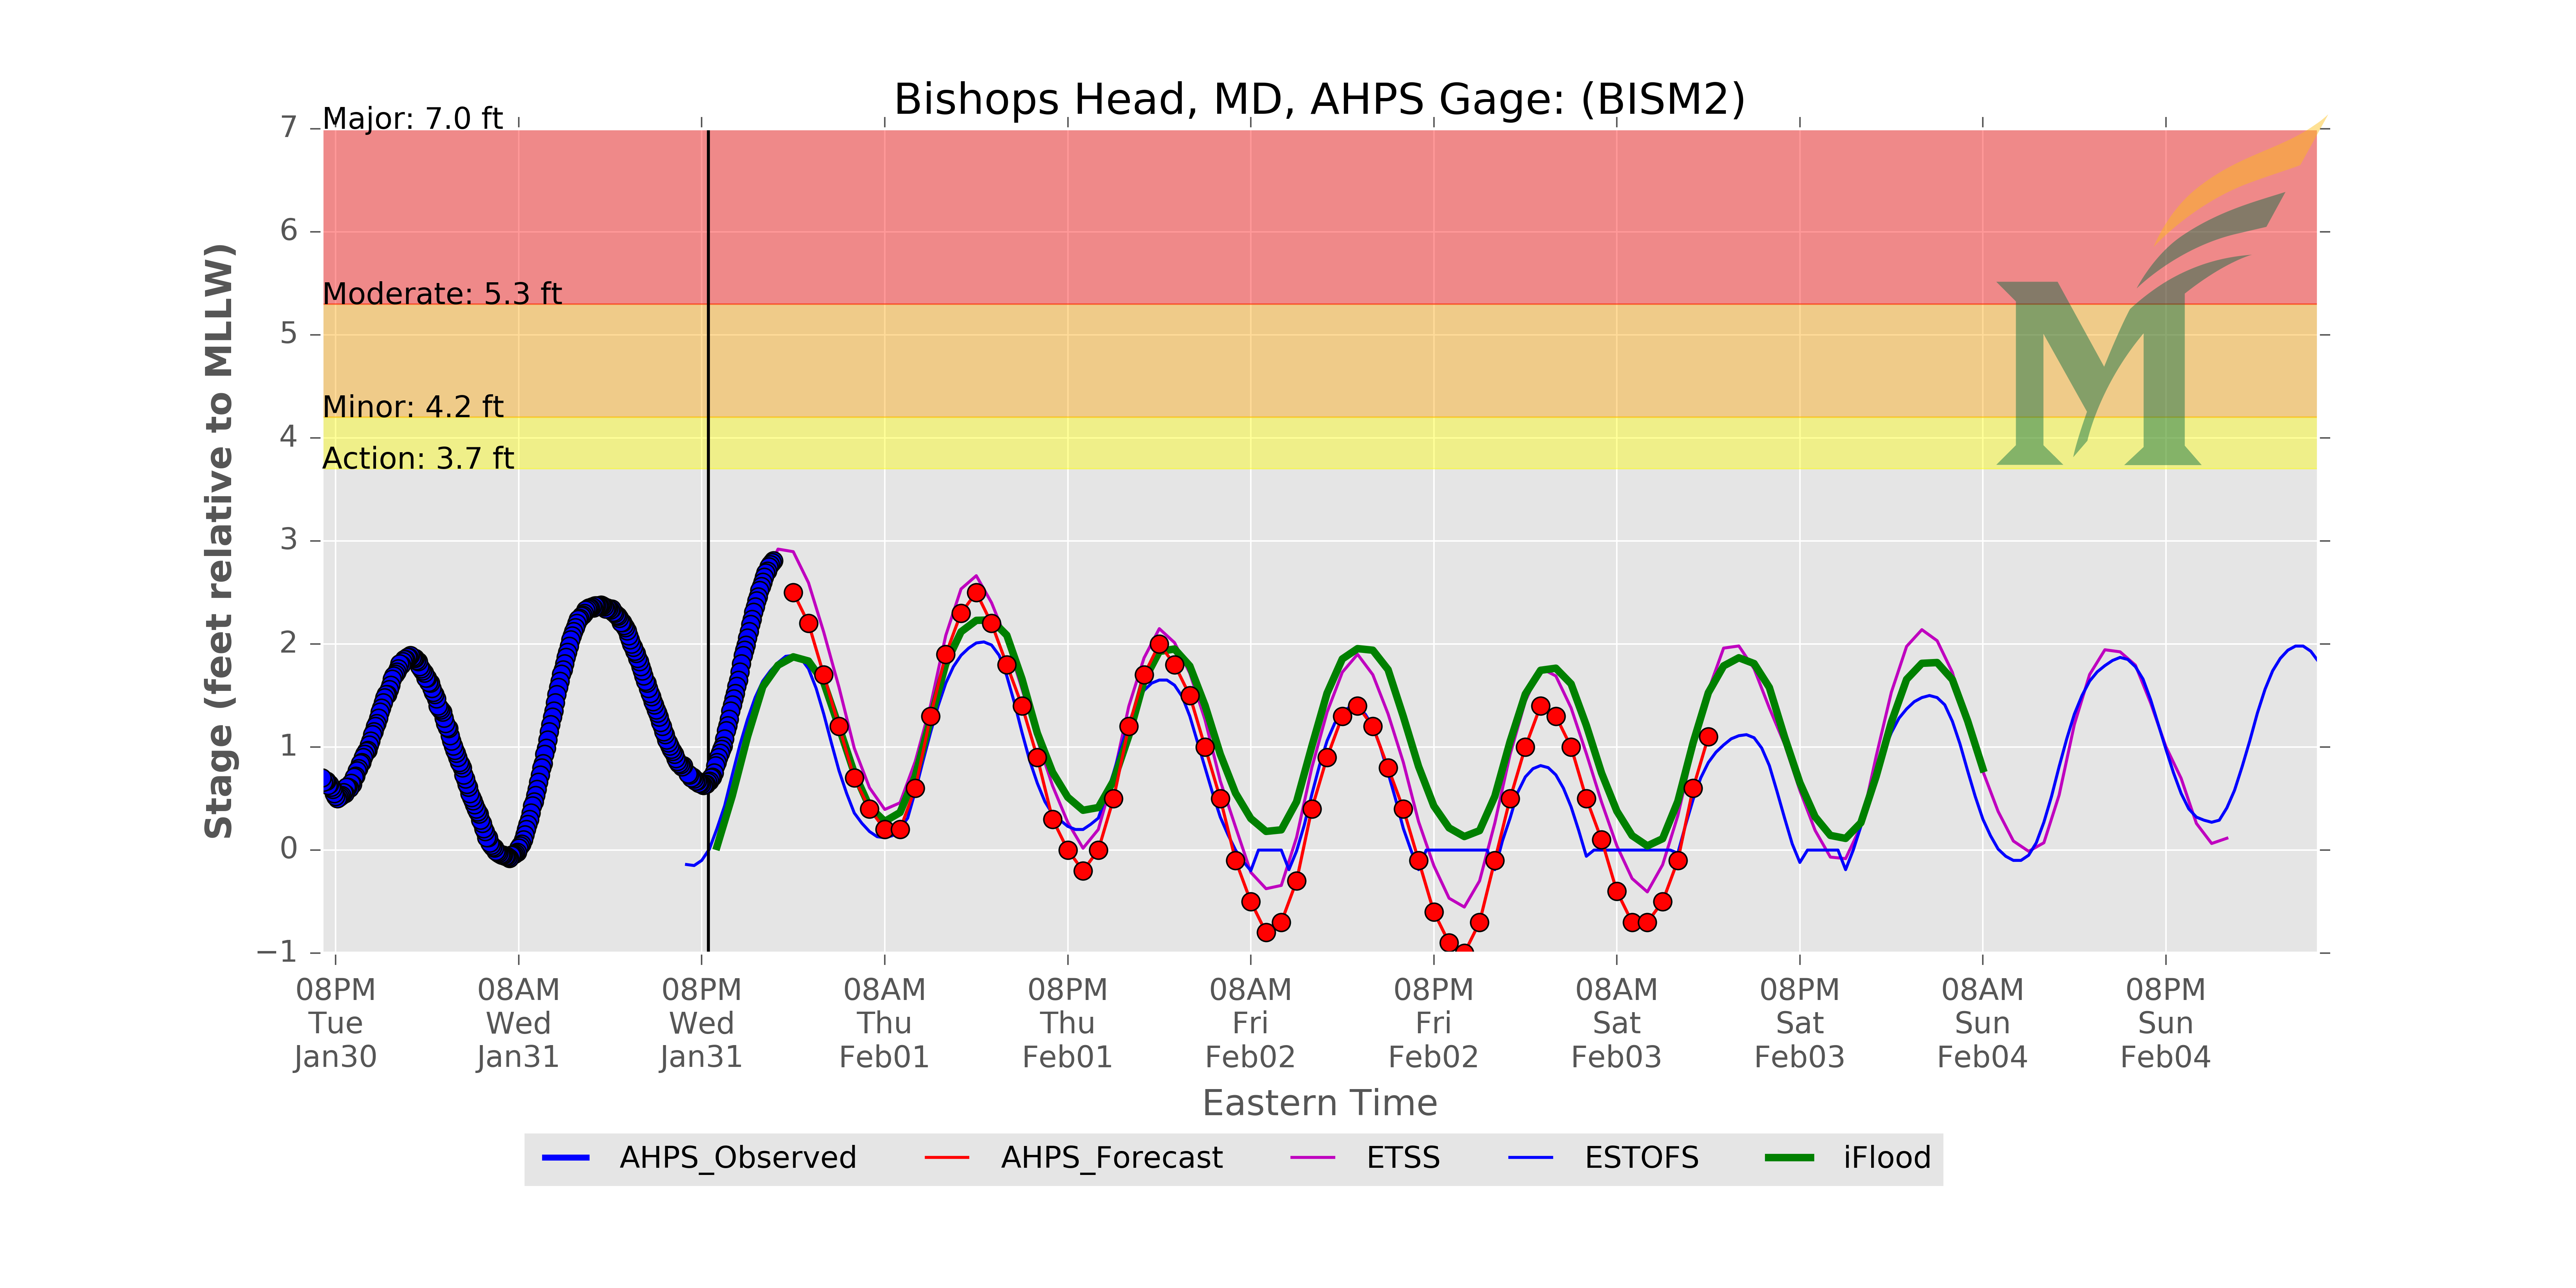 Bishops Head, MD, AHPS Gage: (BISM2)
Major: 7.0 ft
Moderate: 5.3 ft
Minor: 4.2 ft
Action: 3.7 ft
7
6
5
4
3
2
1
0
−1
Stage (feet relative to MLLW)
08PM Tue Jan30
08AM Wed Jan31
08PM Wed Jan31
08AM Thu Feb01
08PM Thu Feb01
08AM Fri Feb02
08PM Fri Feb02
08AM Sat Feb03
08PM Sat Feb03
08AM Sun Feb04
08PM Sun Feb04
Eastern Time
AHPS_Observed
AHPS_Forecast
ETSS
ESTOFS
iFlood
M